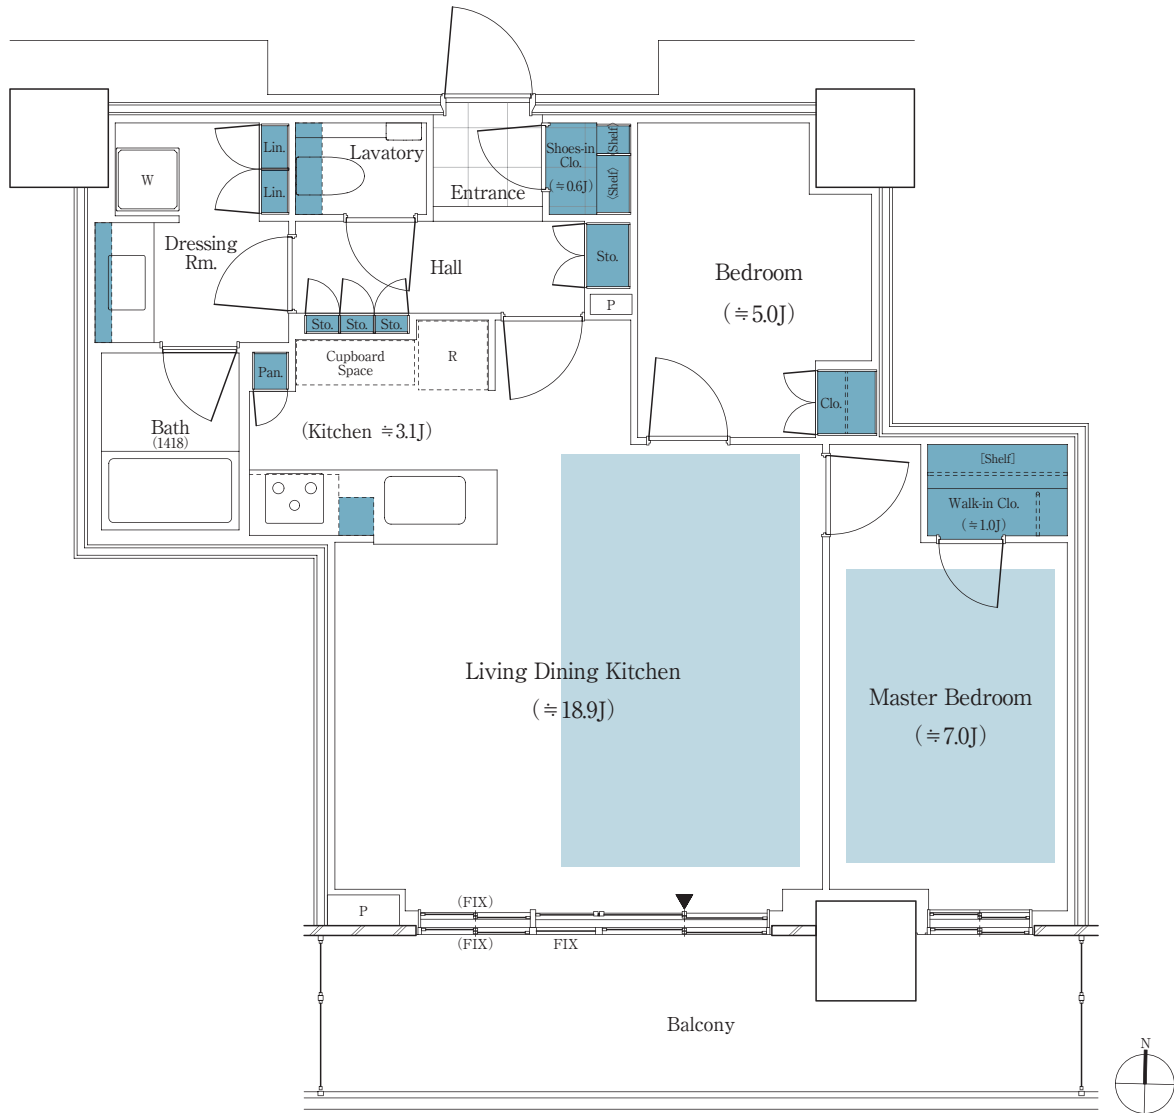 Lin.
Lin.
W
Lavatory
Shoes-in
Clo.
(≒0.6J)
〈Shelf〉
〈Shelf〉
Entrance
Dressing
Rm.
Hall
Sto.
P
Bedroom
(≒5.0J)
Sto.
Sto.
Sto.
Cupboard
Space
R
Pan.
Clo.
Bath
(1418)
(Kitchen ≒3.1J)
[Shelf]
Walk-in Clo.
(≒1.0J)
Living Dining Kitchen
(≒18.9J)
Master Bedroom
(≒7.0J)
P
(FIX)
(FIX)
FIX
Balcony
N